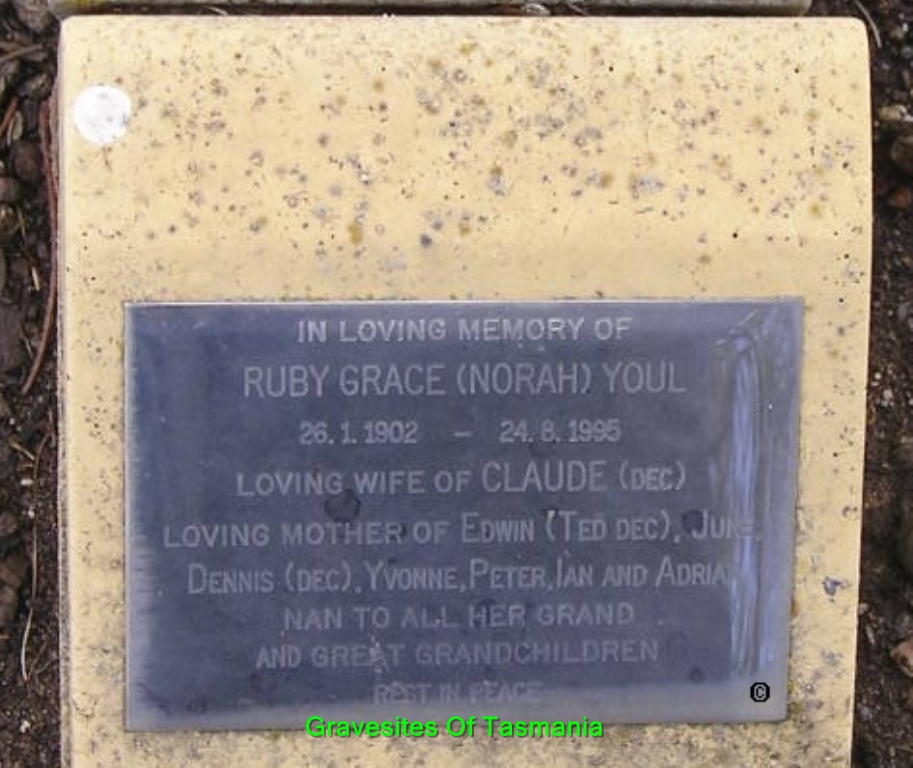 IN LOVING MEMORY OF
RUBY GRACE (NORAH) YOUL
26.1.1902 – 24.8.1995
LOVING WIFE OF CLAUDE (DEC)
LOVING MOTHER OF EDWIN (TED DEC), JUNE,
DENNIS (DEC), YVONNE, PETER, IAN AND
NAN TO ALL HER GRAND
AND GREAT GRANDCHILDREN
REST IN PEACE
©
Gravesites Of Tasmania